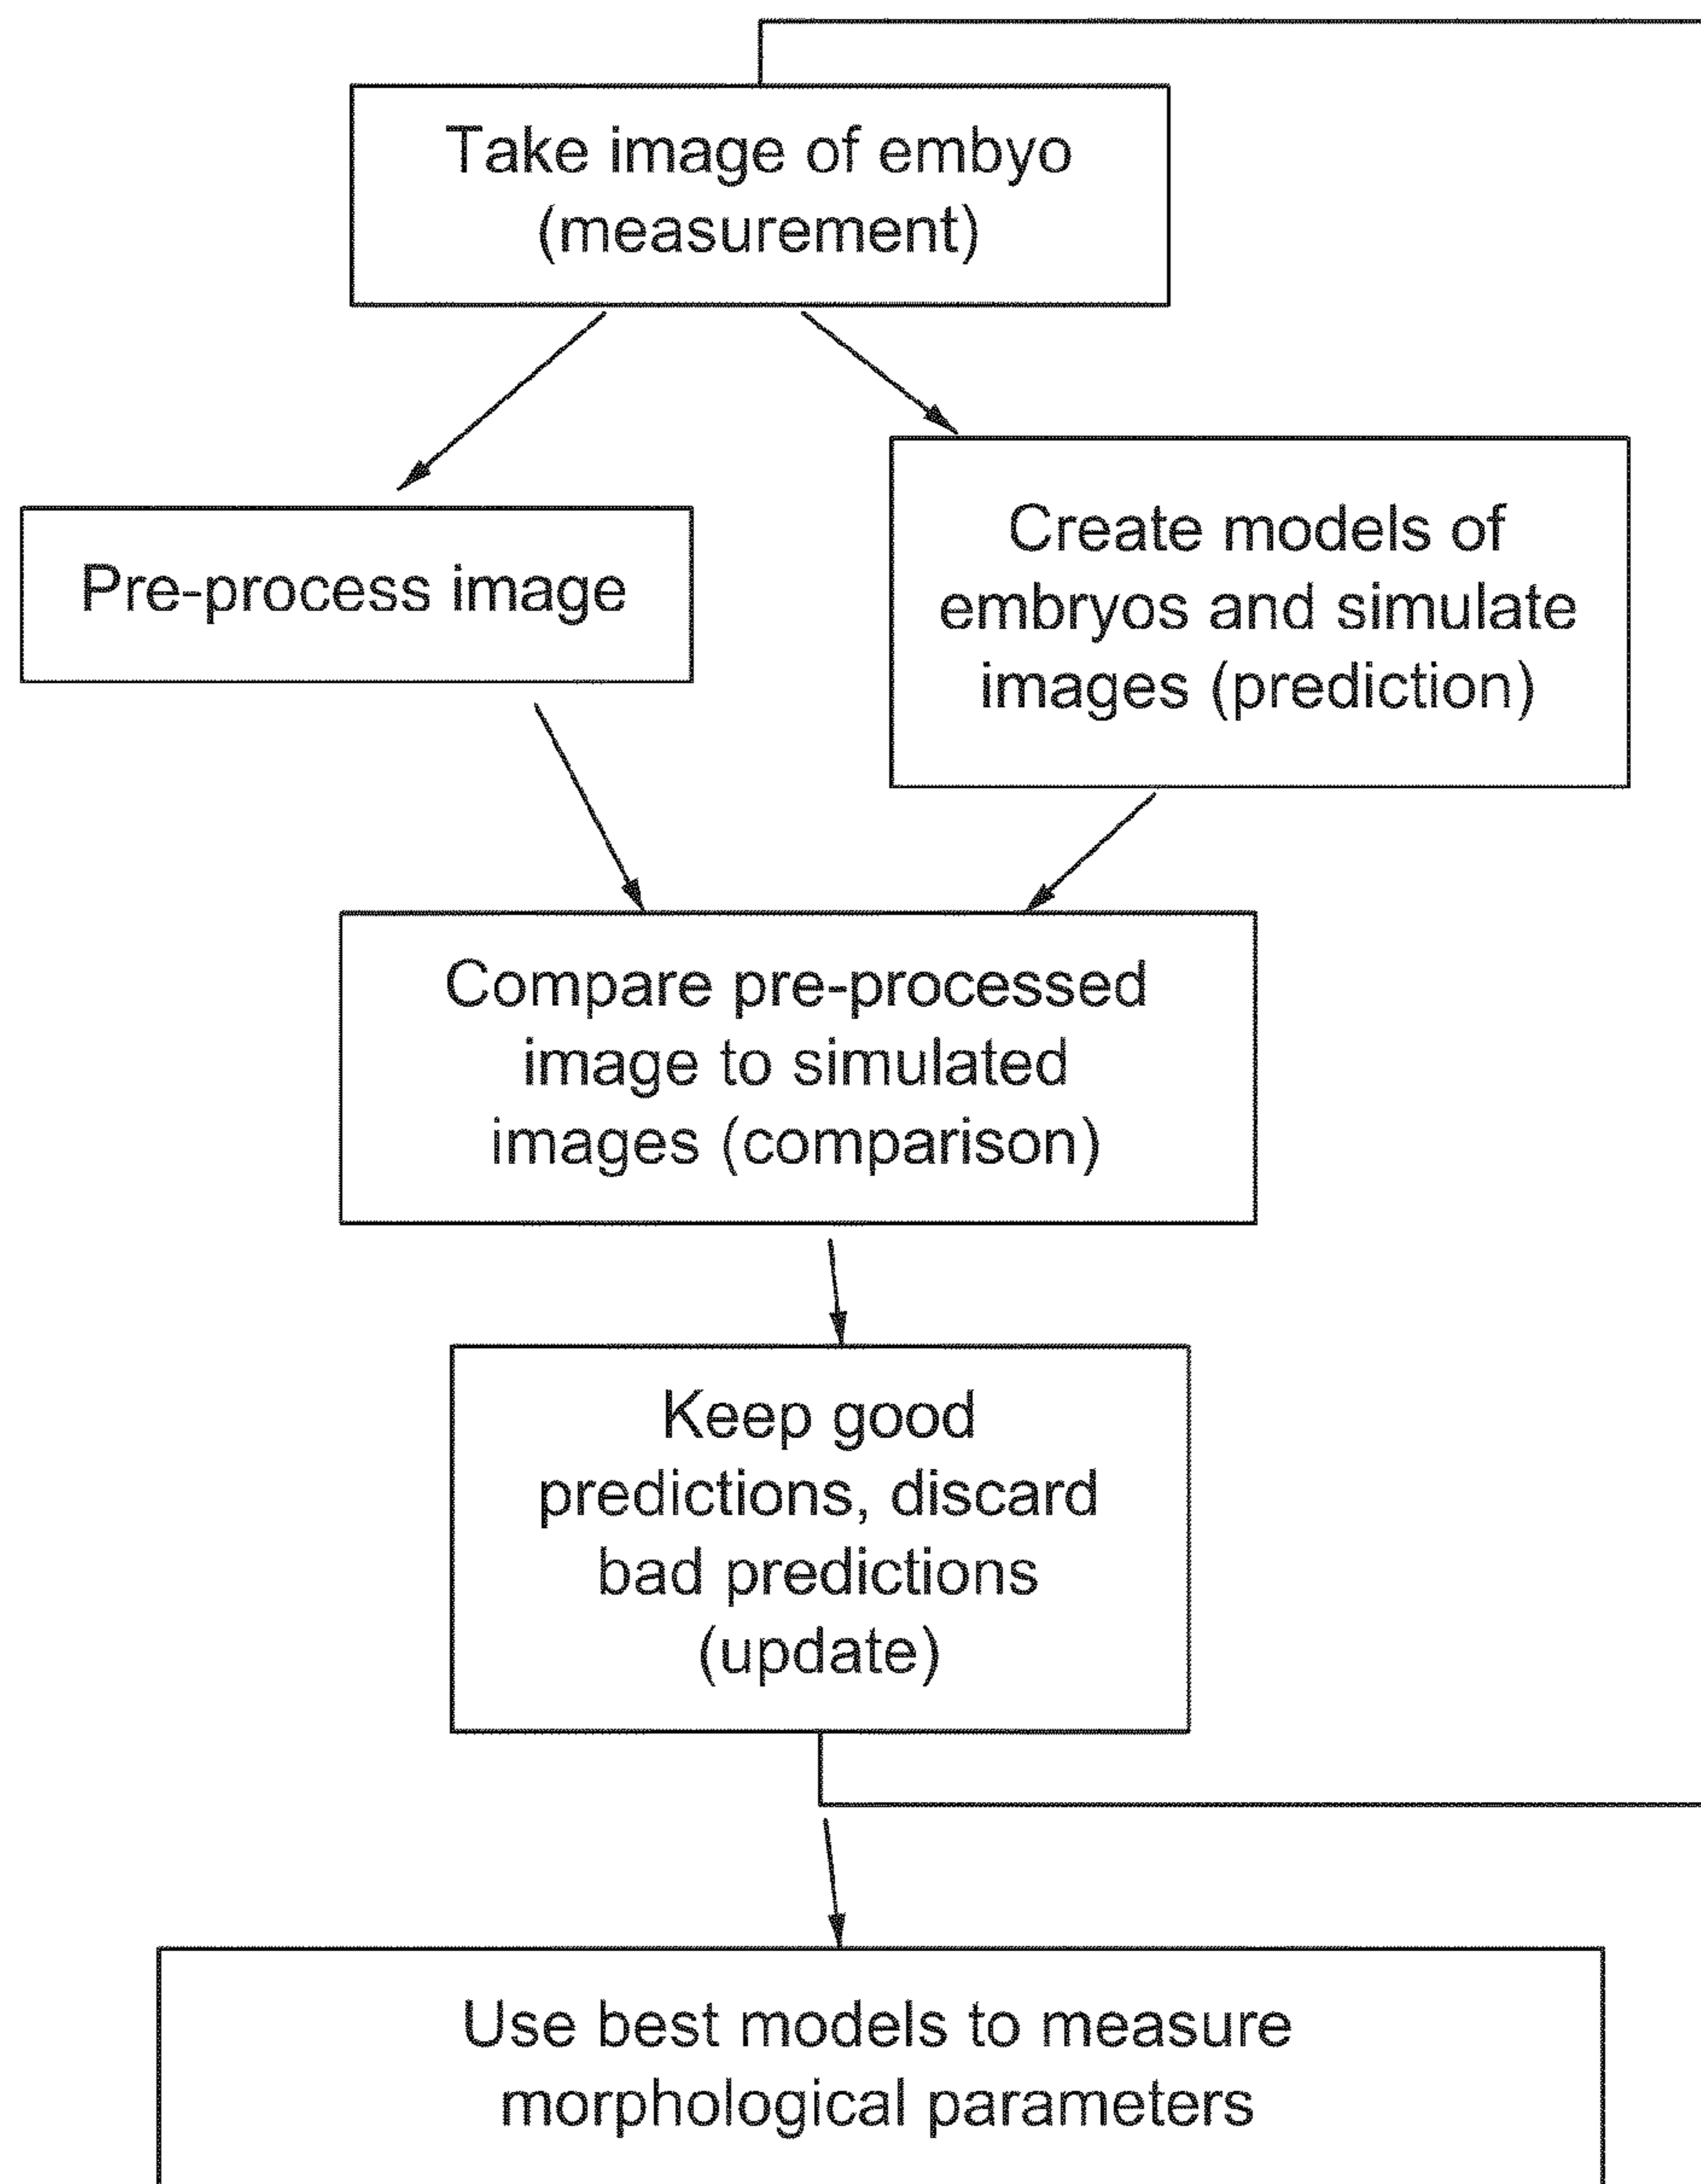 Take image of embyo
(measurement)
Pre-process image
Create models of
embryos and simulate
images (prediction)
Compare pre-processed
image to simulated
images (comparison)
Keep good
predictions, discard
bad predictions
(update)
Use best models to measure
morphological parameters